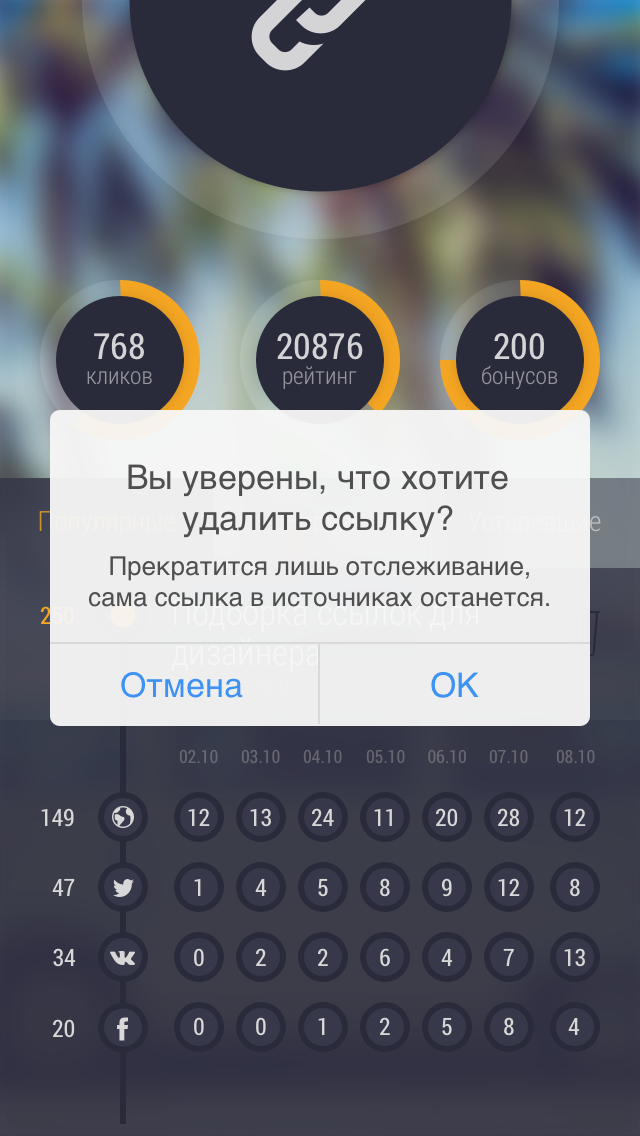 768 20876 200
кликов рейтинг бонусов
Вы уверены, что хотите
удалить ссылку?
Популярные Устаревшие
Прекратится лишь отслеживание,
сама ссылка в источниках останется.
250 Подборка ссылок для
дизайнера
Отмена OK
02.10 03.10 04.10 05.10 06.10 07.10 08.10
149 12 13 24 11 20 28 12
47 1 4 5 8 9 12 8
34 0 2 2 6 4 7 13
20 0 0 1 2 5 8 4